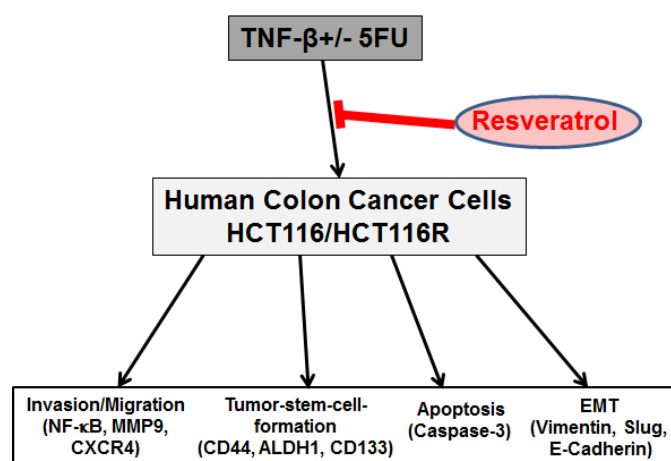 TNF-β+/- 5FU
Resveratrol
Human Colon Cancer Cells
HCT116/HCT116R
Invasion/Migration
(NF-κB, MMP9,
CXCR4)
Tumor-stem-cell-
formation
(CD44, ALDH1, CD133)
Apoptosis
(Caspase-3)
EMT
(Vimentin, Slug,
E-Cadherin)